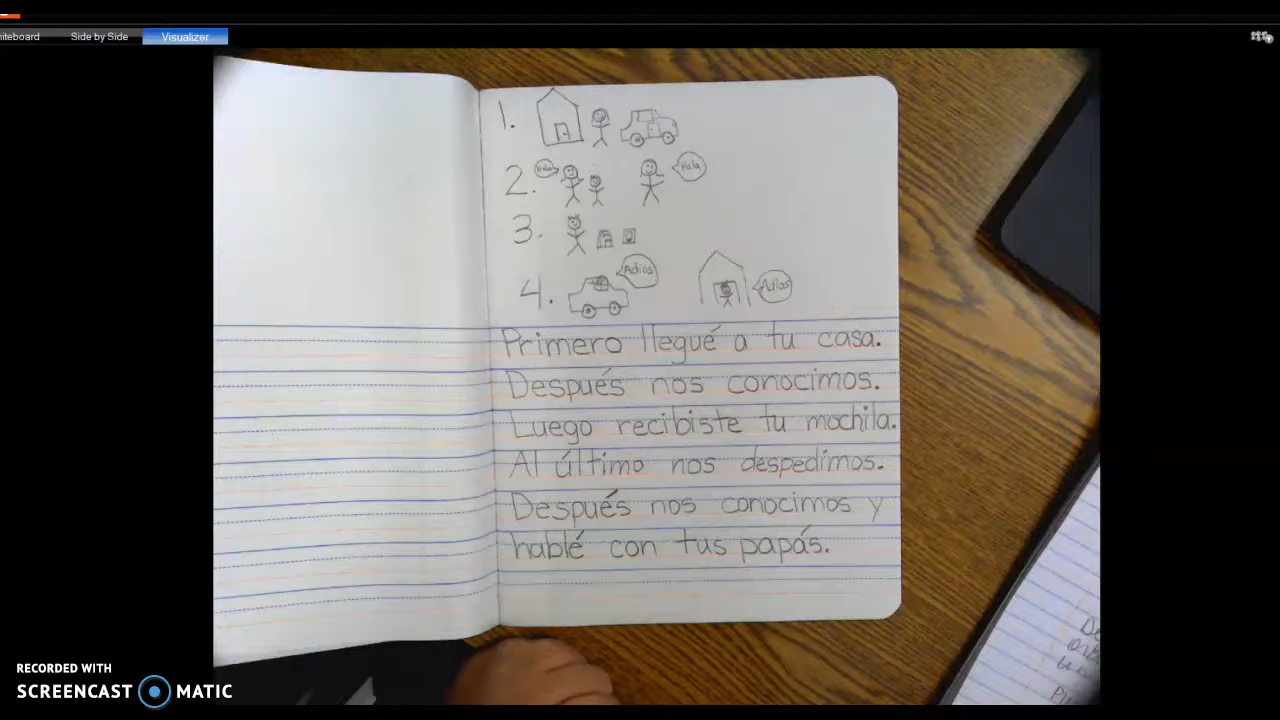 iteboard Side by Side Visualizer
1.
2. Hola Hola
3.
4. Adios Adios
Primero llegué a tu casa.
Después nos conocimos.
Luego recibiste tu mochila.
Al último nos despedimos.
Después nos conocimos y
hablé con tus papás.
RECORDED WITH
SCREENCAST MATIC